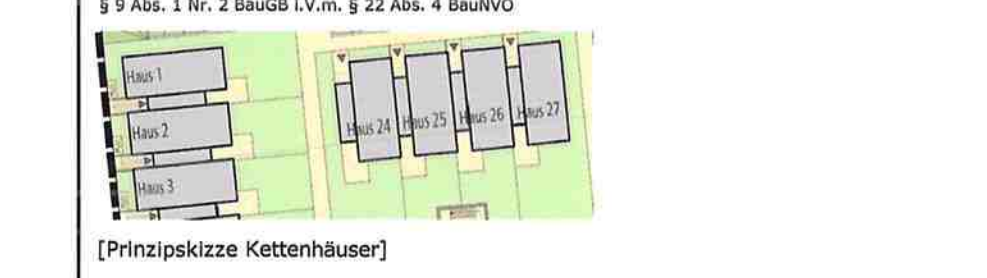 § 9 Abs. 1 Nr. 2 BauGB i.V.m. § 22 Abs. 4 BauNVO
Haus 1
Haus 2
Haus 3
Haus 24
Haus 25
Haus 26
Haus 27
[Prinzipskizze Kettenhäuser]